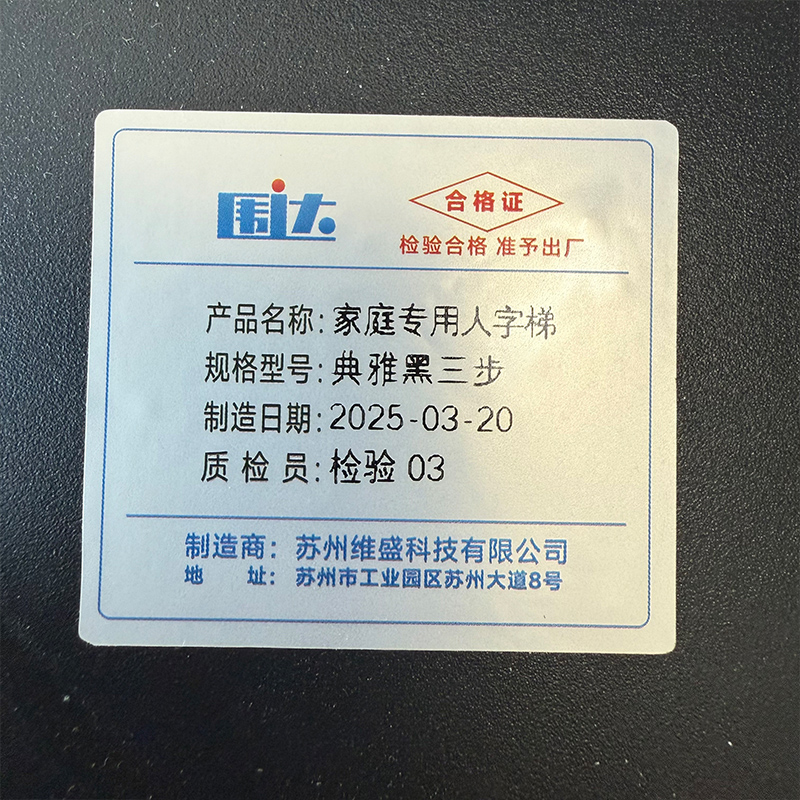 围达
合格证
检验合格 准予出厂
产品名称:家庭专用人字梯
规格型号:典雅黑三步
制造日期:2025-03-20
质检员:检验 03
制造商:苏州维盛科技有限公司
地址:苏州市工业园区苏州大道8号